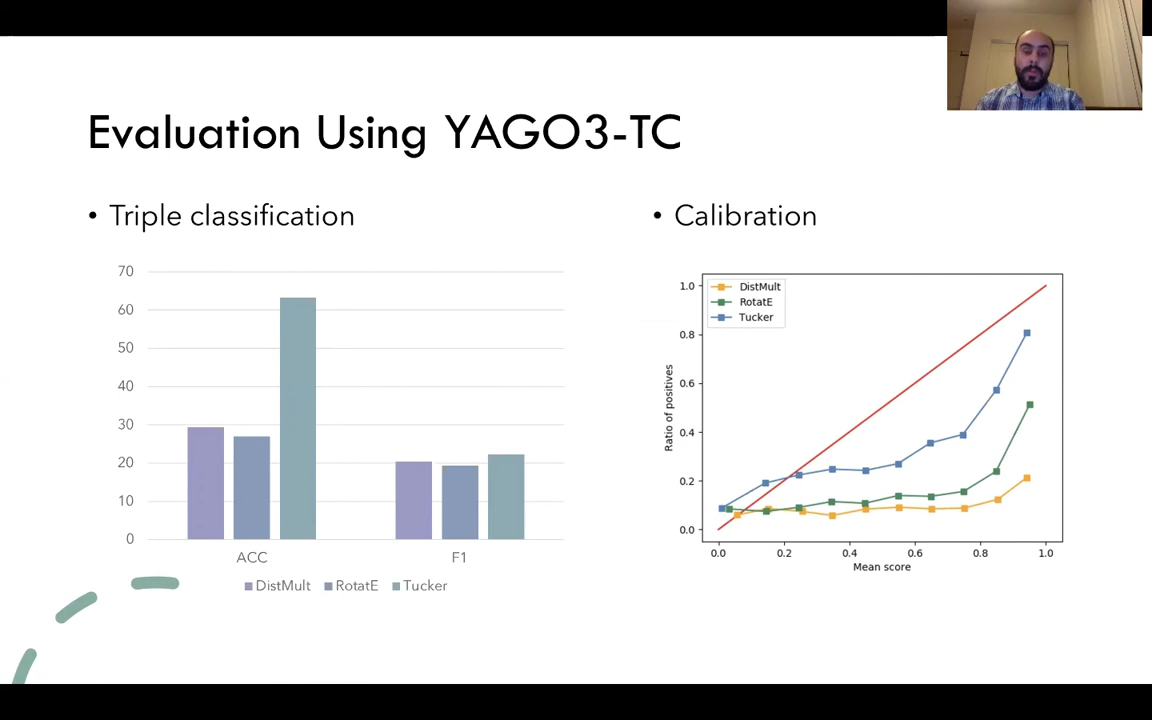 Evaluation Using YAGO3-TC
• Triple classification
70
60
50
40
30
20
10
0
ACC
F1
DistMult RotatE Tucker
• Calibration
DistMult
RotatE
Tucker
1.0
0.8
0.6
0.4
0.2
0.0
Ratio of positives
0.0 0.2 0.4 0.6 0.8 1.0
Mean score